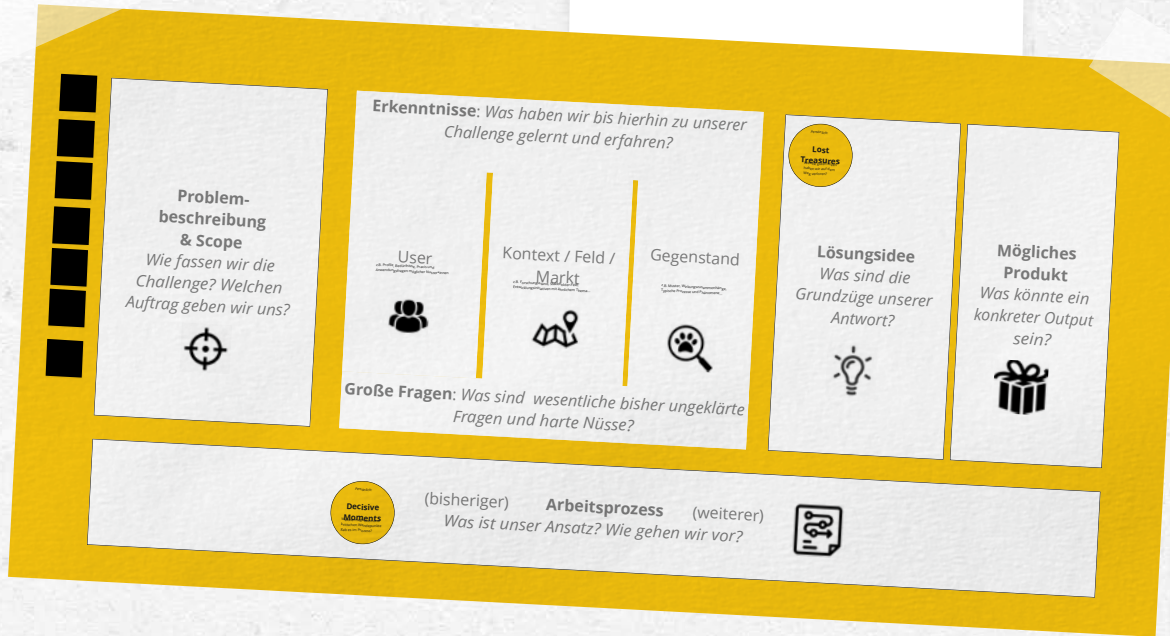 Problem-
beschreibung
& Scope
Wie fassen wir die
Challenge? Welchen
Auftrag geben wir uns?
Erkenntnisse: Was haben wir bis hierhin zu unserer
Challenge gelernt und erfahren?
User
Kontext / Feld /
Markt
Gegenstand
Große Fragen: Was sind wesentliche bisher ungeklärte
Fragen und harte Nüsse?
Lost
Treasures
Lösungsidee
Was sind die
Grundzüge unserer
Antwort?
Mögliches
Produkt
Was könnte ein
konkreter Output
sein?
Decisive
Moments
(bisheriger) Arbeitsprozess (weiterer)
Was ist unser Ansatz? Wie gehen wir vor?